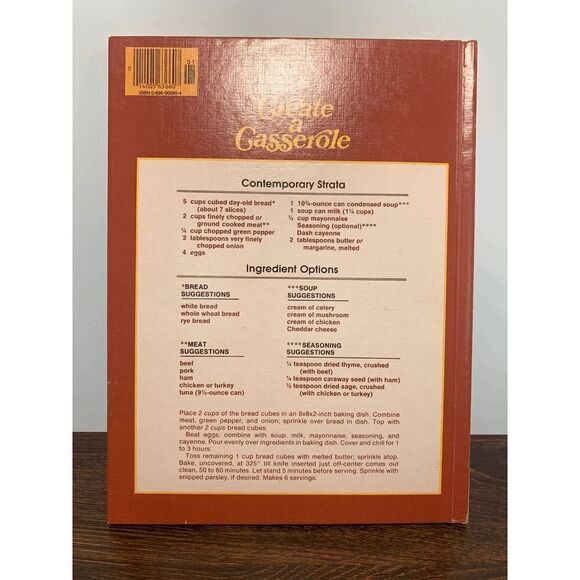 0
01
14005"65660
ISBN 0-696-00095-4
Create
a
Casserole
Contemporary Strata
5 cups cubed day-old bread*
(about 7 slices)
2 cups finely chopped or
ground cooked meat**
¼ cup chopped green pepper
2 tablespoons very finely
chopped onion
4 eggs
1 10¾-ounce can condensed soup***
1 soup can milk (1¼ cups)
½ cup mayonnaise
Seasoning (optional)****
Dash cayenne
2 tablespoons butter or
margarine, melted
Ingredient Options
*BREAD
SUGGESTIONS
white bread
whole wheat bread
rye bread
***SOUP
SUGGESTIONS
cream of celery
cream of mushroom
cream of chicken
Cheddar cheese
**MEAT
SUGGESTIONS
beef
pork
ham
chicken or turkey
tuna (9¼-ounce can)
****SEASONING
SUGGESTIONS
¼ teaspoon dried thyme, crushed
(with beef)
¼ teaspoon caraway seed (with ham)
½ teaspoon dried sage, crushed
(with chicken or turkey)
Place 2 cups of the bread cubes in an 8x8x2-inch baking dish. Combine
meat, green pepper, and onion; sprinkle over bread in dish. Top with
another 2 cups bread cubes.
Beat eggs; combine with soup, milk, mayonnaise, seasoning, and
cayenne. Pour evenly over ingredients in baking dish. Cover and chill for 1
to 3 hours.
Toss remaining 1 cup bread cubes with melted butter; sprinkle atop.
Bake, uncovered, at 325° till knife inserted just off-center comes out
clean, 50 to 60 minutes. Let stand 5 minutes before serving. Sprinkle with
snipped parsley, if desired. Makes 6 servings.